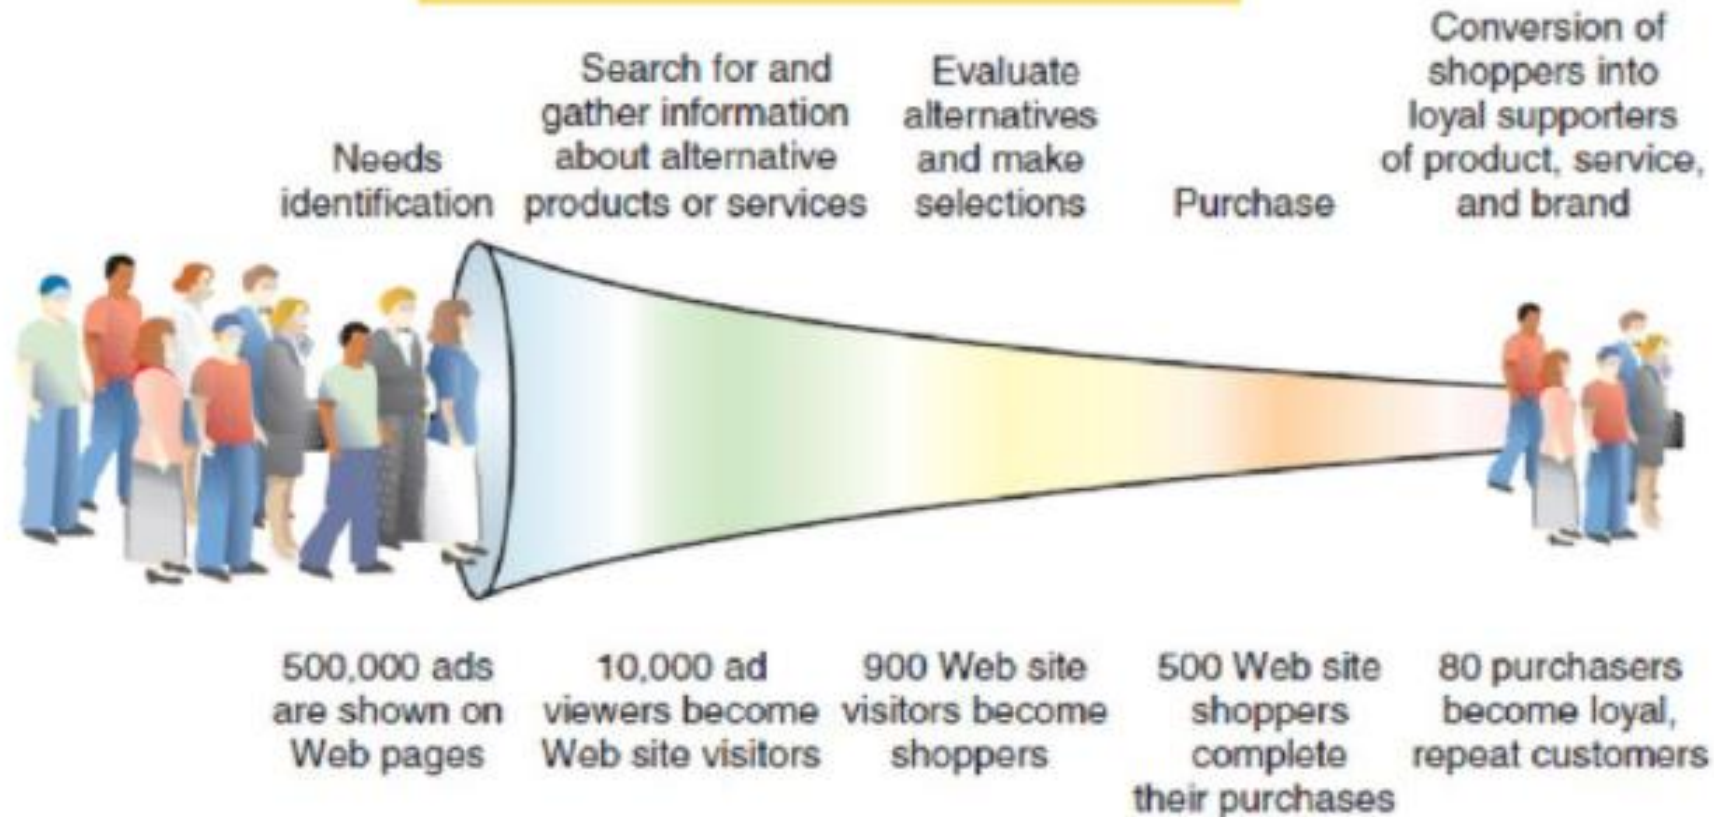 Needs
identification
Search for and
gather information
about alternative
products or services
Evaluate
alternatives
and make
selections
Purchase
Conversion of
shoppers into
loyal supporters
of product, service,
and brand
500,000 ads
are shown on
Web pages
10,000 ad
viewers become
Web site visitors
900 Web site
visitors become
shoppers
500 Web site
shoppers
complete
their purchases
80 purchasers
become loyal,
repeat customers